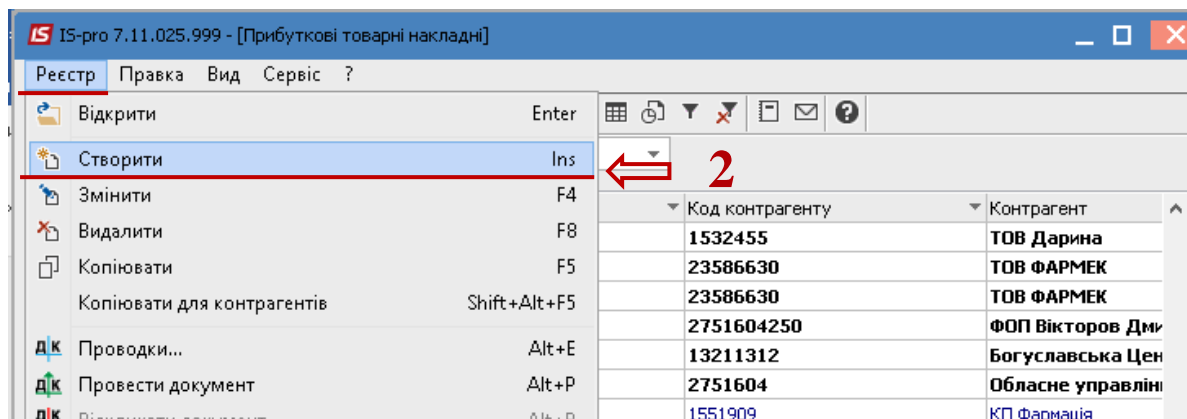 IS IS-pro 7.11.025.999 - [Прибуткові товарні накладні]
Реєстр Правка Вид Сервіс ?
Відкрити Enter
Створити Ins
2
Змінити F4
Код контрагенту Контрагент
Видалити F8
1532455 ТОВ Дарина
Копіювати F5
23586630 ТОВ ФАРМЕК
Копіювати для контрагентів Shift+Alt+F5
23586630 ТОВ ФАРМЕК
2751604250 ФОП Вікторов Дми
Проводки... Alt+E
13211312 Богуславська Цен
Провести документ Alt+P
2751604 Обласне управлін
1551909 КП Фармація